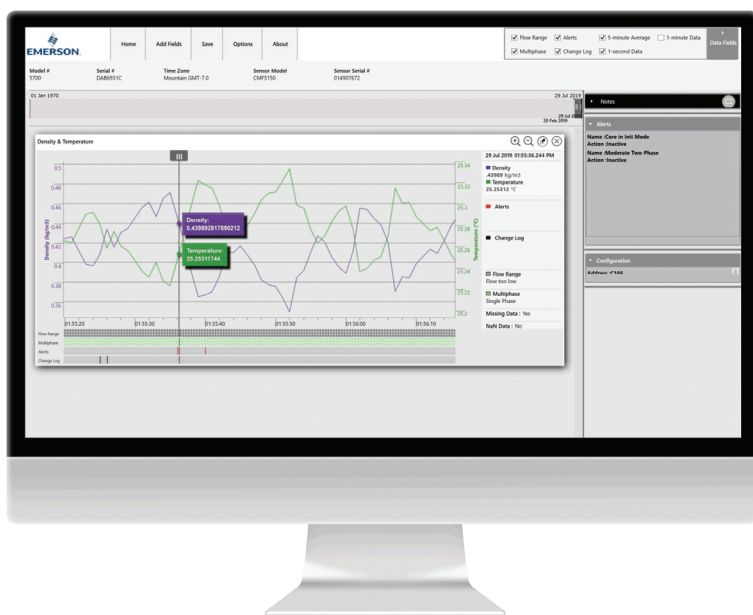 EMERSON.
Home Add Fields Save Options About
Flow Range Alerts 5-minute Average 1-minute Data
Multiphase Change Log 1-second Data
Data Fields
Model # Serial # Time Zone Sensor Model Sensor Serial #
5700 DAB6931C Mountain GMT-7.0 CMFS150 014907672
01 Jan 1970 29 Jul 2019
29 Jul 2019
20 Feb 2019
Notes
Alerts
Name :Core in Init Mode
Action :Inactive
Name :Moderate Two-Phase
Action :Inactive
Configuration
Address :C166
Density & Temperature
29 Jul 2019 01:55:36.244 PM
Density
.43989 kg/m3
Temperature
25.25312 °C
Alerts
Change Log
Flow Range
Flow too low
Multiphase
Single Phase
Missing Data : Yes
NaN Data : No
Density (kg/m3)
0.5
0.48
0.46
0.44
0.42
0.4
0.38
0.36
Density:
0.439892817890212
Temperature:
25.25311744
Temperature (°C)
25.34
25.32
25.3
25.28
25.26
25.24
25.22
25.2
01:55:20 01:55:30 01:55:40 01:55:50 01:56:00 01:56:10
Flow Range
Multiphase
Alerts
Change Log